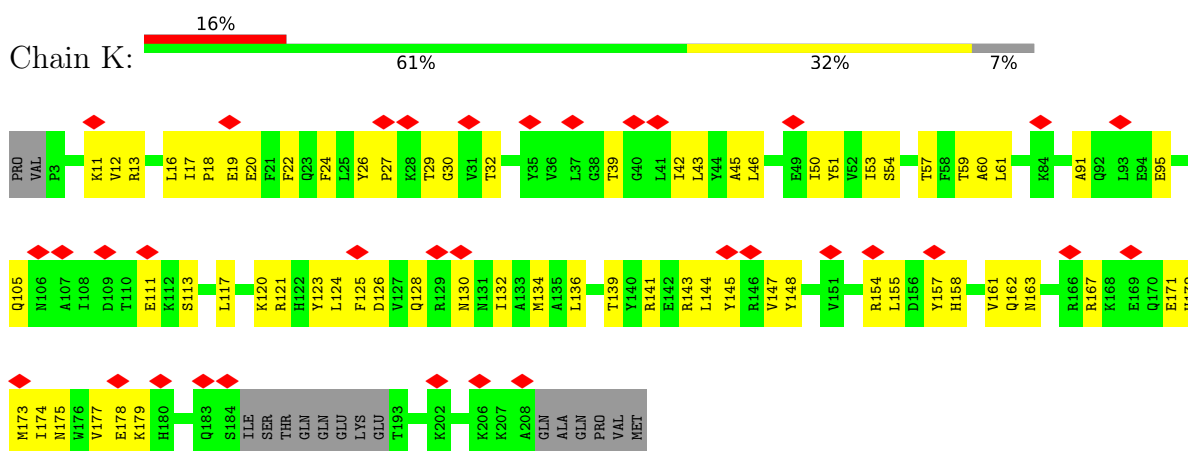 16%
Chain K:
61% 32% 7%
PRO VAL P3 K11 V12 R13 L16 I17 P18 E19 E20 F21 F22 Q23 F24 L25 Y26 P27 K28 T29 G30 V31 T32 Y35 V36 L37 G38 T39 G40 L41 I42 L43 Y44 A45 L46 E49 I50 Y51 V52 I53 S54 T57 F58 T59 A60 L61 K84 A91 Q92 L93 E94 E95
Q105 N106 A107 I108 D109 T110 E111 K112 S113 L117 K120 R121 H122 Y123 L124 F125 D126 V127 Q128 R129 N130 N131 I132 A133 M134 A135 L136 T139 Y140 R141 E142 R143 L144 Y145 R146 V147 Y148 V151 R154 L155 D156 Y157 H158 V161 Q162 N163 R166 R167 K168 E169 Q170 E171
M173 I174 N175 W176 V177 E178 K179 H180 Q183 S184 ILE SER THR GLN GLN GLU LYS GLU T193 K202 K206 K207 A208 GLN ALA GLN PRO VAL MET